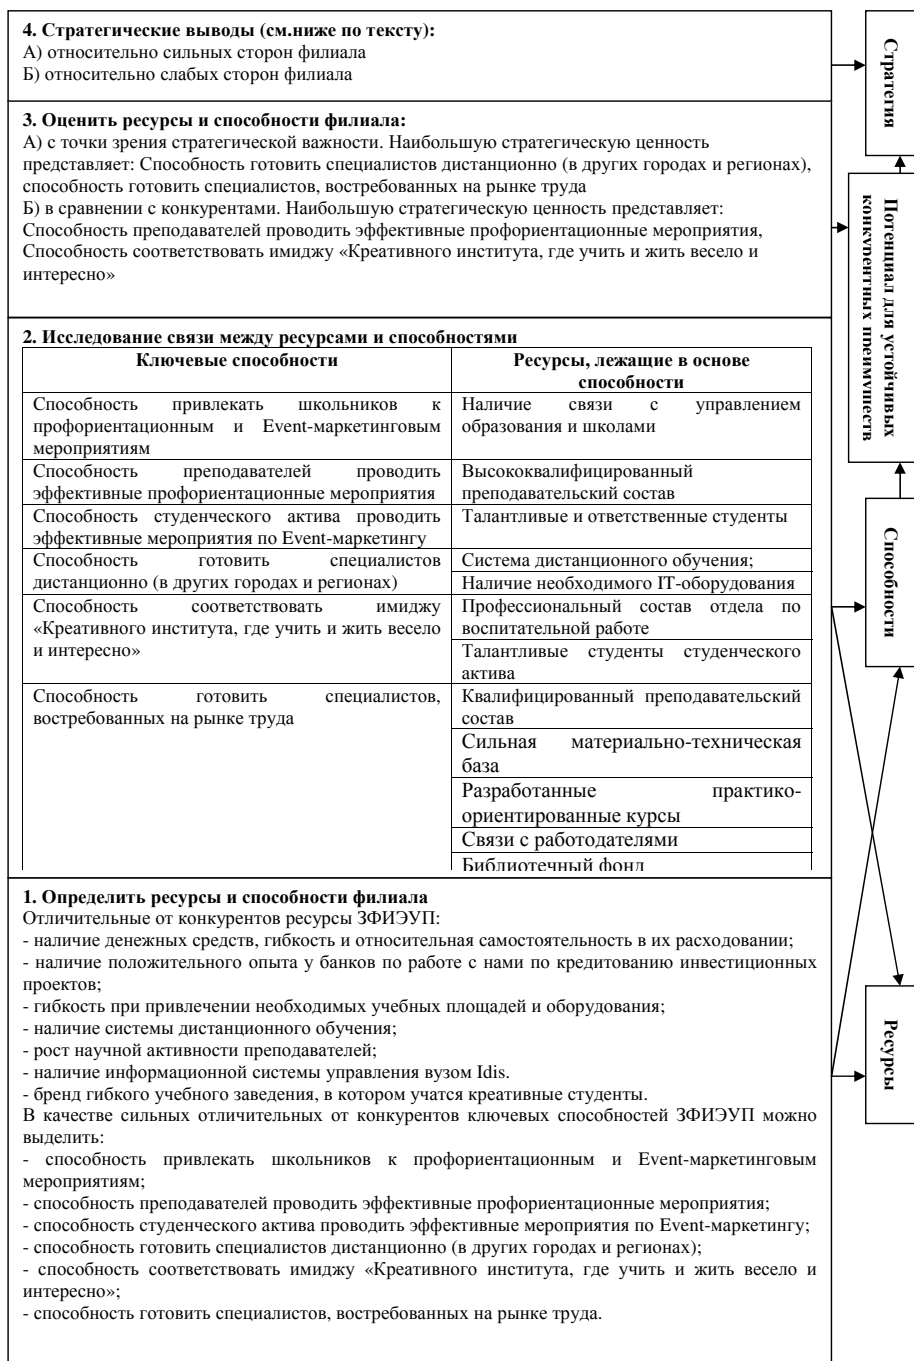 4. Стратегические выводы (см.ниже по тексту):
А) относительно сильных сторон филиала
Б) относительно слабых сторон филиала
3. Оценить ресурсы и способности филиала:
А) с точки зрения стратегической важности. Наибольшую стратегическую ценность
представляет: Способность готовить специалистов дистанционно (в других городах и регионах),
способность готовить специалистов, востребованных на рынке труда
Б) в сравнении с конкурентами. Наибольшую стратегическую ценность представляет:
Способность преподавателей проводить эффективные профориентационные мероприятия,
Способность соответствовать имиджу «Креативного института, где учить и жить весело и
интересно»
2. Исследование связи между ресурсами и способностями
Ключевые способности
Ресурсы, лежащие в основе
способности
Способность привлекать школьников к
профориентационным и Event-маркетинговым
мероприятиям
Наличие связи с управлением
образования и школами
Способность преподавателей проводить
эффективные профориентационные мероприятия
Высококвалифицированный
преподавательский состав
Способность студенческого актива проводить
эффективные мероприятия по Event-маркетингу
Талантливые и ответственные студенты
Способность готовить специалистов
дистанционно (в других городах и регионах)
Система дистанционного обучения;
Наличие необходимого IT-оборудования
Способность соответствовать имиджу
«Креативного института, где учить и жить весело
и интересно»
Профессиональный состав отдела по
воспитательной работе
Талантливые студенты студенческого
актива
Способность готовить специалистов,
востребованных на рынке труда
Квалифицированный преподавательский
состав
Сильная материально-техническая
база
Разработанные практико-
ориентированные курсы
Связи с работодателями
Библиотечный фонд
1. Определить ресурсы и способности филиала
Отличительные от конкурентов ресурсы ЗФИЭУП:
- наличие денежных средств, гибкость и относительная самостоятельность в их расходовании;
- наличие положительного опыта у банков по работе с нами по кредитованию инвестиционных
проектов;
- гибкость при привлечении необходимых учебных площадей и оборудования;
- наличие системы дистанционного обучения;
- рост научной активности преподавателей;
- наличие информационной системы управления вузом Idis.
- бренд гибкого учебного заведения, в котором учатся креативные студенты.
В качестве сильных отличительных от конкурентов ключевых способностей ЗФИЭУП можно
выделить:
- способность привлекать школьников к профориентационным и Event-маркетинговым
мероприятиям;
- способность преподавателей проводить эффективные профориентационные мероприятия;
- способность студенческого актива проводить эффективные мероприятия по Event-маркетингу;
- способность готовить специалистов дистанционно (в других городах и регионах);
- способность соответствовать имиджу «Креативного института, где учить и жить весело и
интересно»;
- способность готовить специалистов, востребованных на рынке труда.
Стратегия
Потенциал для устойчивых
конкурентных преимуществ
Способности
Ресурсы